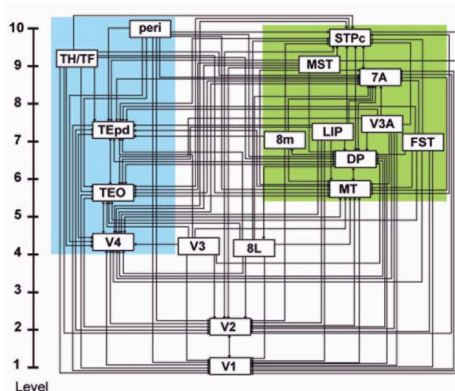 10
peri
STPc
TH/TF
MST
9
7A
8
V3A
TEpd
8m
LIP
FST
7
DP
6
TEO
MT
5
V4
V3
8L
4
3
2
V2
1
V1
Level